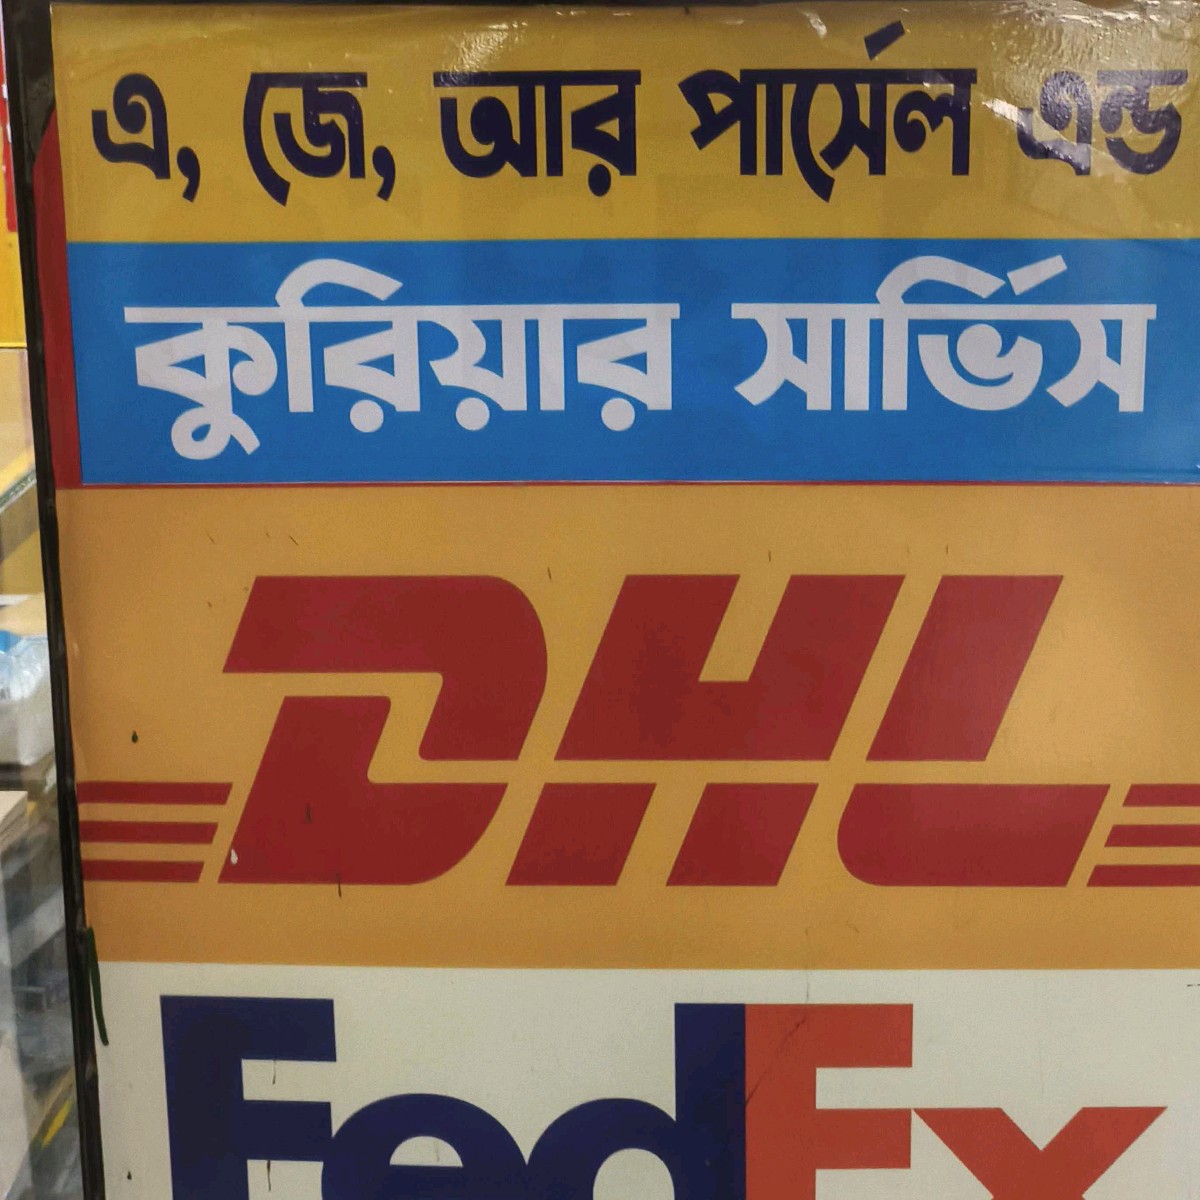 এ, জে, আর পার্সেল এন্ড
কুরিয়ার সার্ভিস
DHL
FedEx